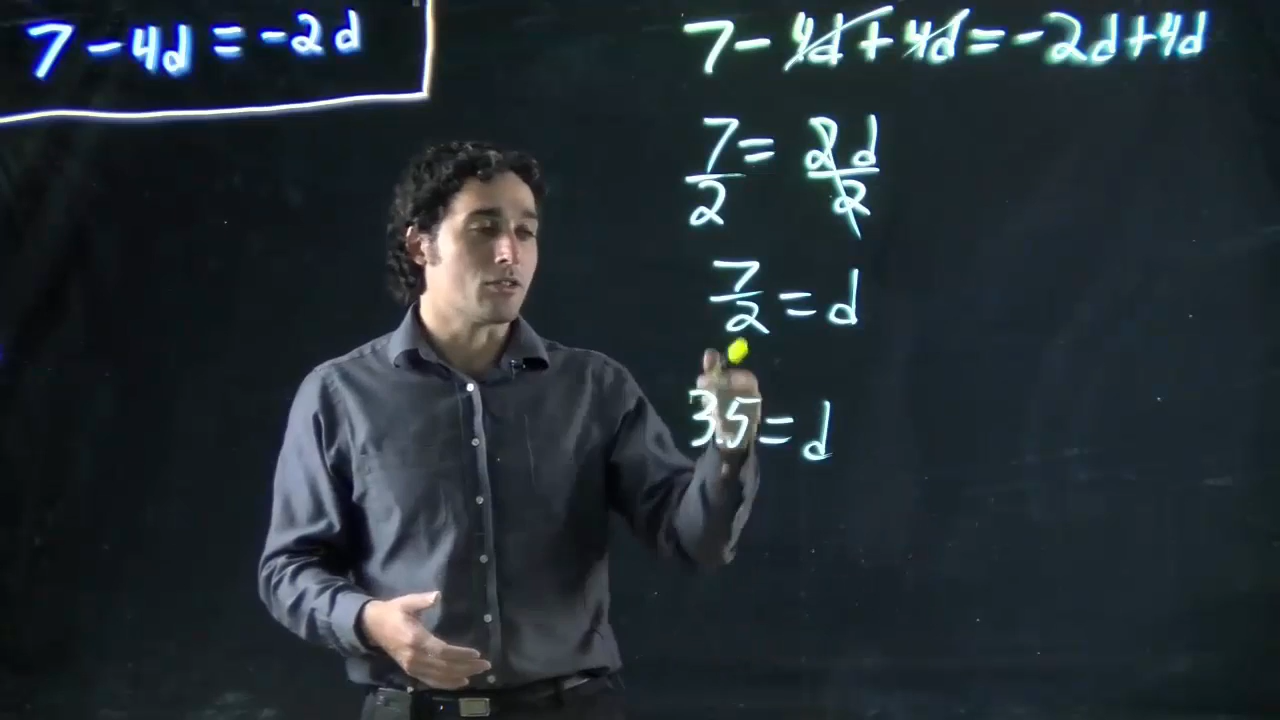 7 - 4d = -2d
7 - 4d + 4d = -2d + 4d
7/2 = 2d/2
7/2 = d
3.5 = d